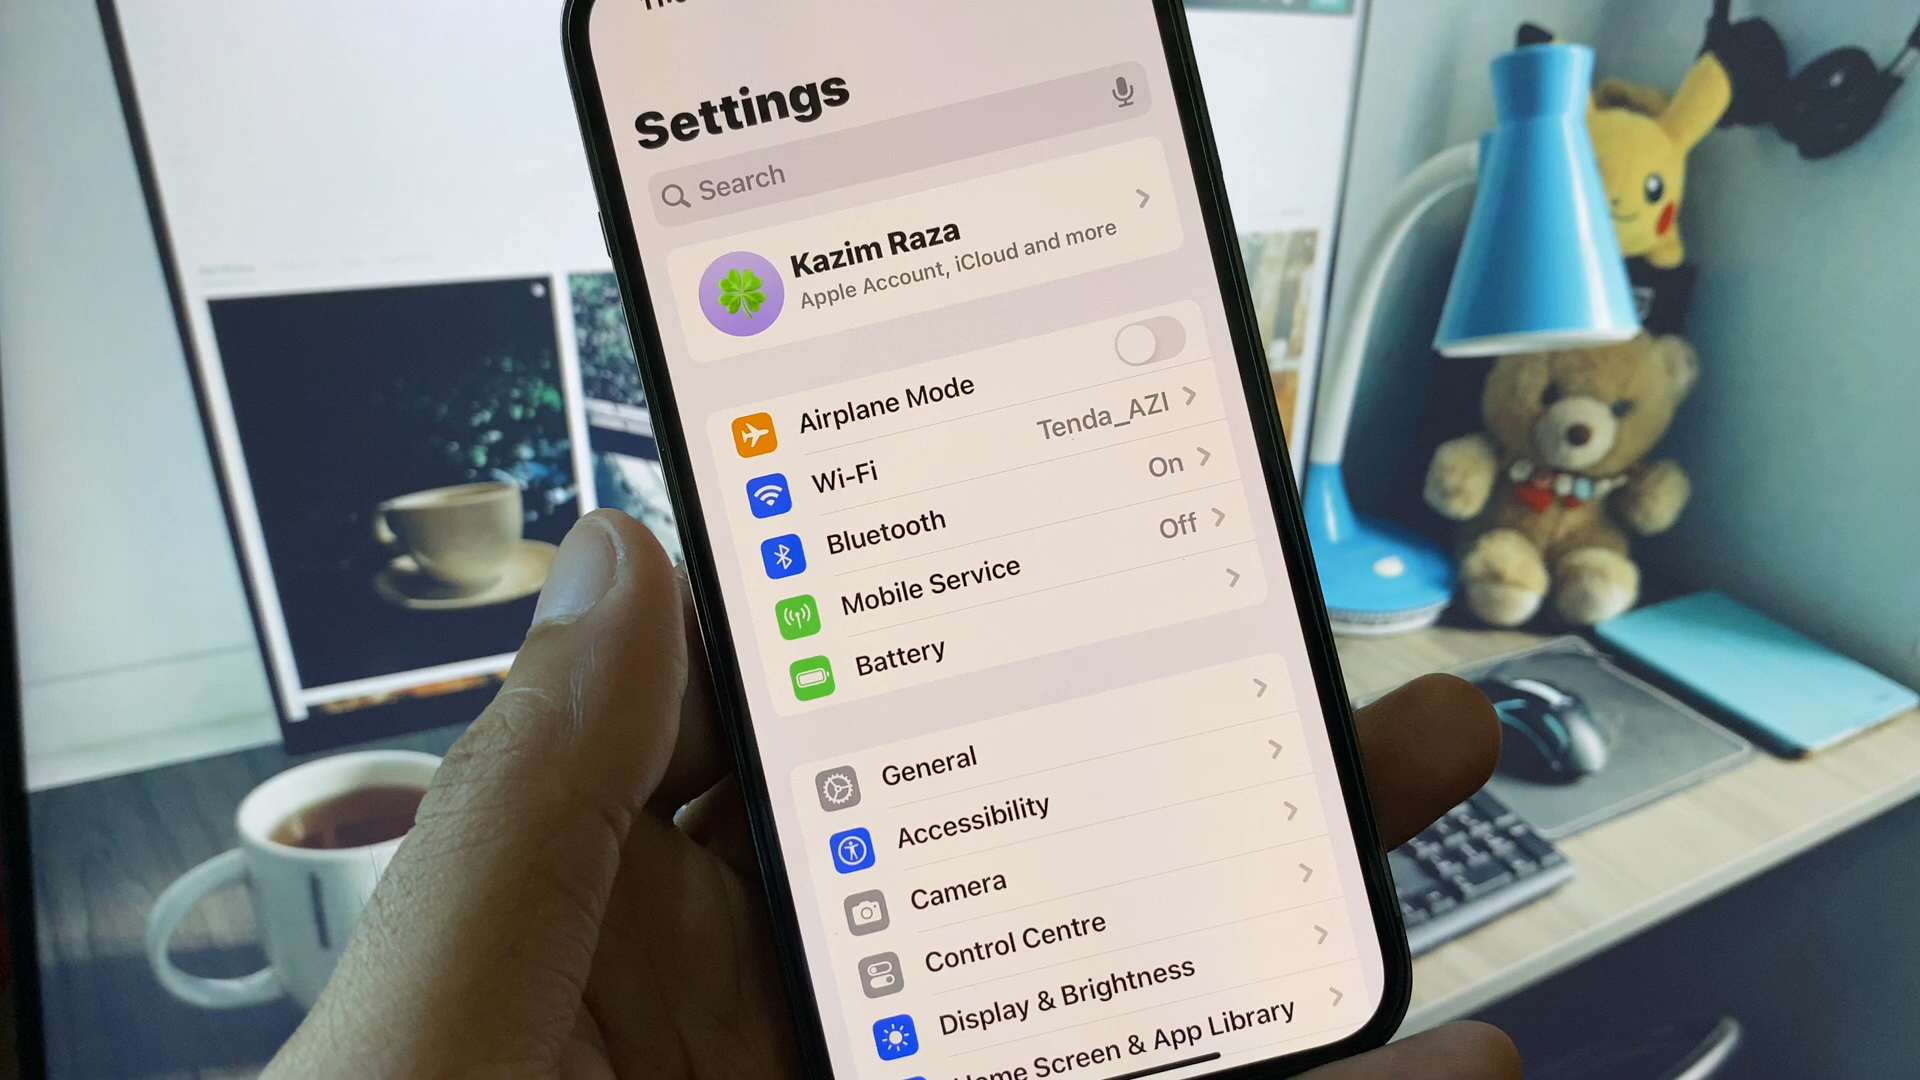 Settings
Search
Kazim Raza
Apple Account, iCloud and more
Airplane Mode
Wi-Fi Tenda_AZI
Bluetooth On
Mobile Service Off
Battery
General
Accessibility
Camera
Control Centre
Display & Brightness
Home Screen & App Library